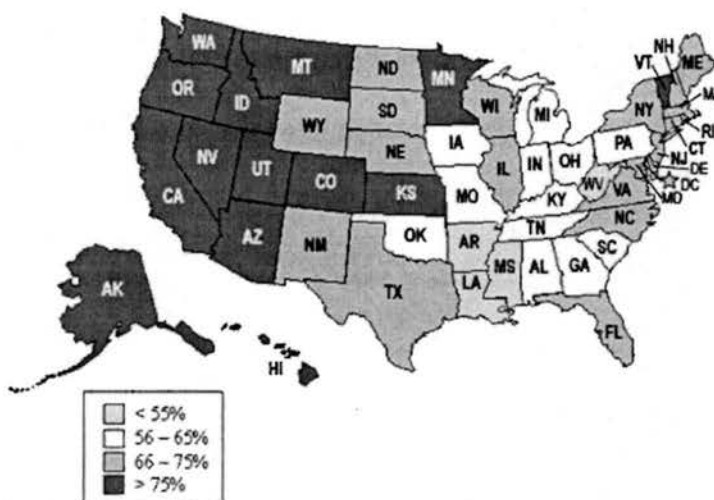 WA
MT
ND
MN
VT
NH
ME
OR
ID
SD
WI
NY
MI
WY
RI
IA
PA
CT
NE
NJ
NV
OH
IN
IL
DE
UT
CO
WV
DC
CA
KS
MO
VA
MD
KY
NC
TN
OK
AZ
NM
AR
SC
MS
AL
GA
LA
TX
AK
FL
HI
< 55%
56 – 65%
66 – 75%
> 75%